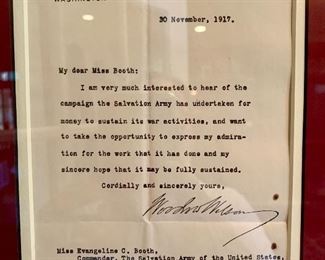 WASHINGTON
30 November, 1917.
My dear Miss Booth:
I am very much interested to hear of the
campaign the Salvation Army has undertaken for
money to sustain its war activities, and want
to take the opportunity to express my admira-
tion for the work that it has done and my
sincere hope that it may be fully sustained.
Cordially and sincerely yours,
Woodrow Wilson
Miss Evangeline C. Booth,
Commander, The Salvation Army of the United States,